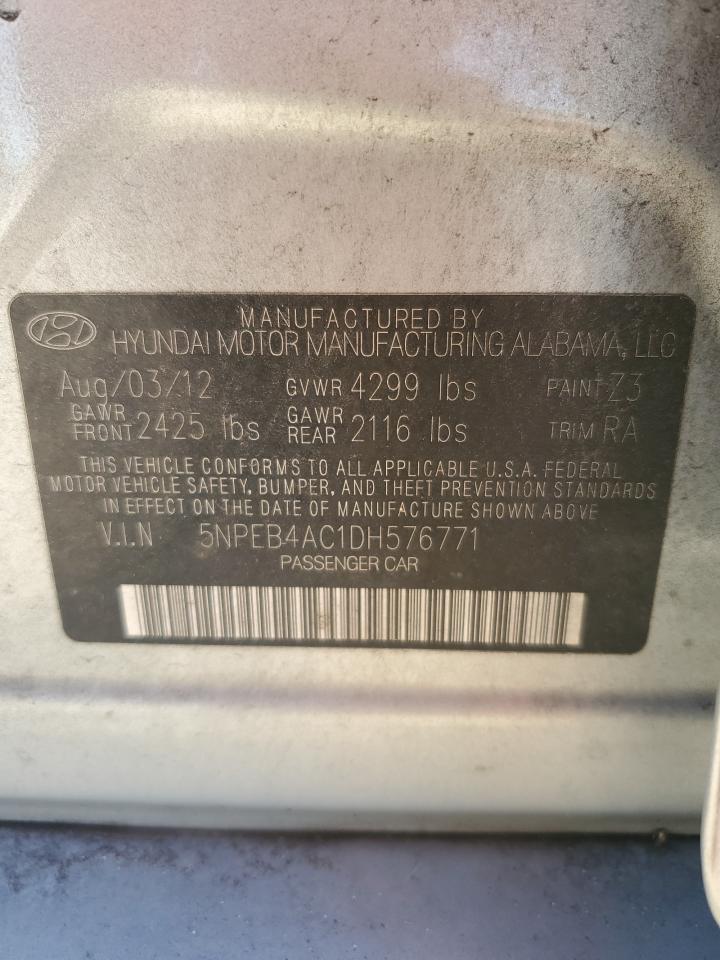 MANUFACTURED BY
HYUNDAI MOTOR MANUFACTURING ALABAMA, LLC
Aug/03/12 GVWR 4299 lbs PAINT Z3
GAWR FRONT 2425 lbs GAWR REAR 2116 lbs TRIM RA
THIS VEHICLE CONFORMS TO ALL APPLICABLE U.S.A. FEDERAL
MOTOR VEHICLE SAFETY, BUMPER, AND THEFT PREVENTION STANDARDS
IN EFFECT ON THE DATE OF MANUFACTURE SHOWN ABOVE.
V.I.N 5NPEB4AC1DH576771
PASSENGER CAR